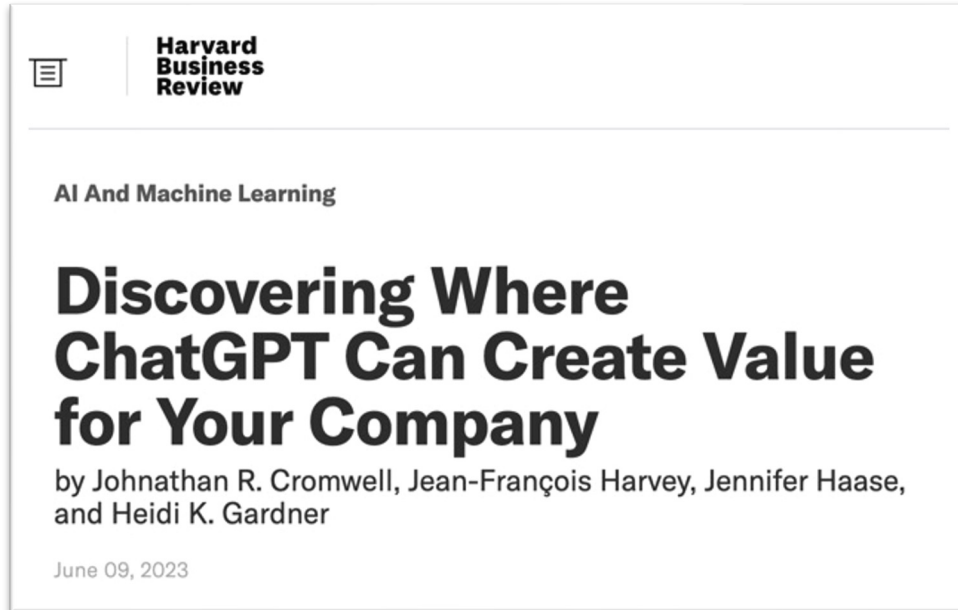 Harvard
Business
Review
AI And Machine Learning
Discovering Where
ChatGPT Can Create Value
for Your Company
by Johnathan R. Cromwell, Jean-François Harvey, Jennifer Haase,
and Heidi K. Gardner
June 09, 2023